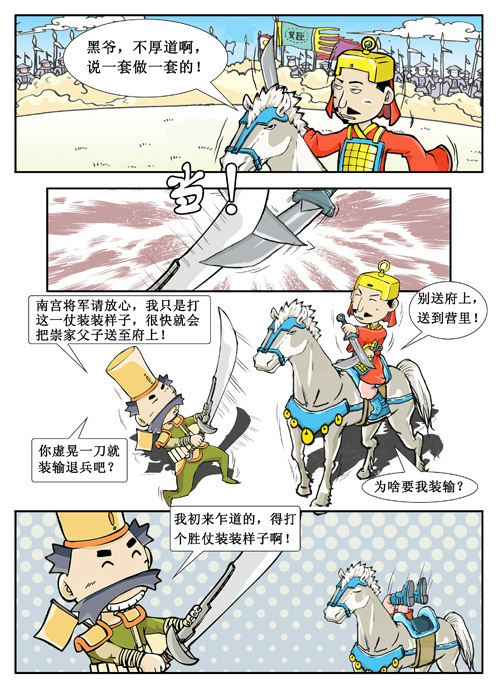 黑爷，不厚道啊，
说一套做一套的！
当！
南宫将军请放心，我只是打
这一仗装装样子，很快就会
把崇家父子送至府上！
别送府上，
送到营里！
你虚晃一刀就
装输退兵吧？
为啥要我装输？
我初来乍道的，得打
个胜仗装装样子啊！